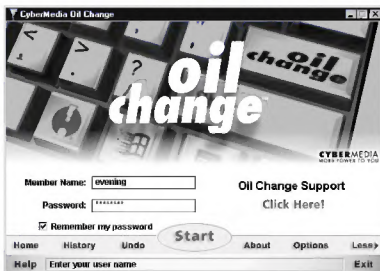 CyberMedia Oil Change
oil
change
oil
change
CYBERMEDIA
MORE POWER TO YOU
Member Name: evening
Oil Change Support
Password: ********
Click Here!
Remember my password
Start
Home History Undo About Options Less
Help Enter your user name Exit